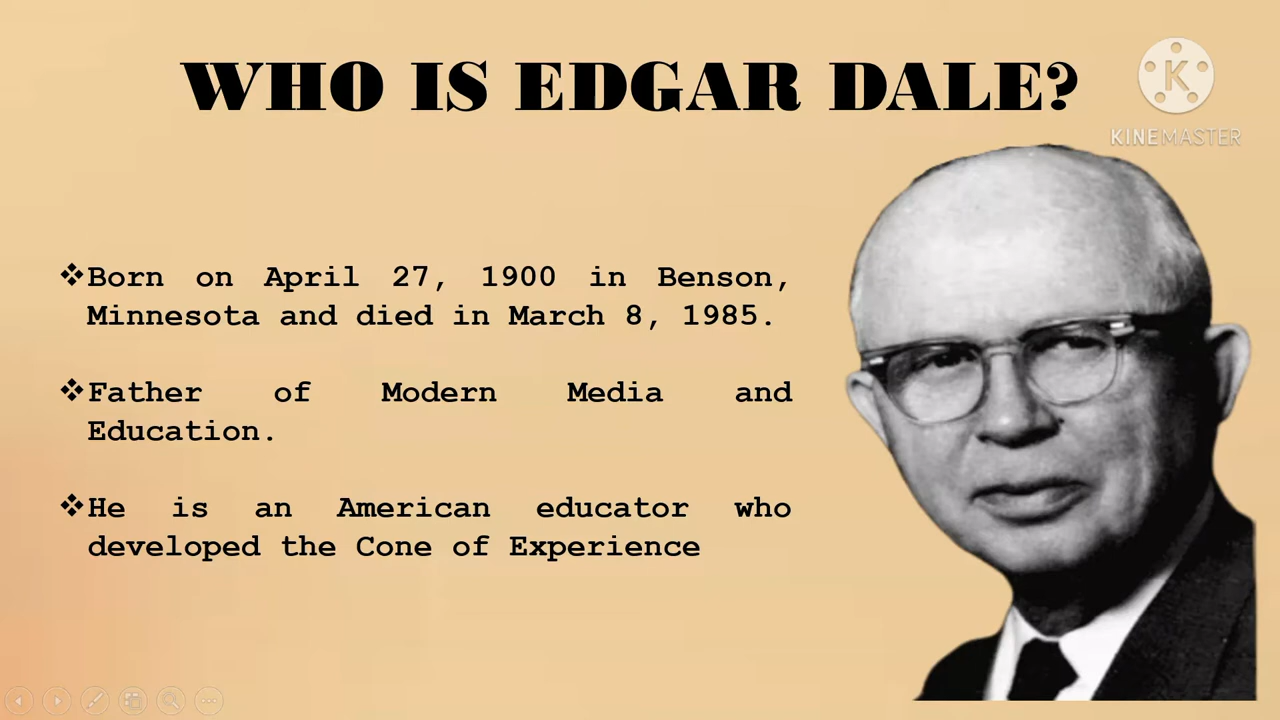 WHO IS EDGAR DALE?
K
KINEMASTER
❖Born on April 27, 1900 in Benson,
Minnesota and died in March 8, 1985.
❖Father of Modern Media and
Education.
❖He is an American educator who
developed the Cone of Experience